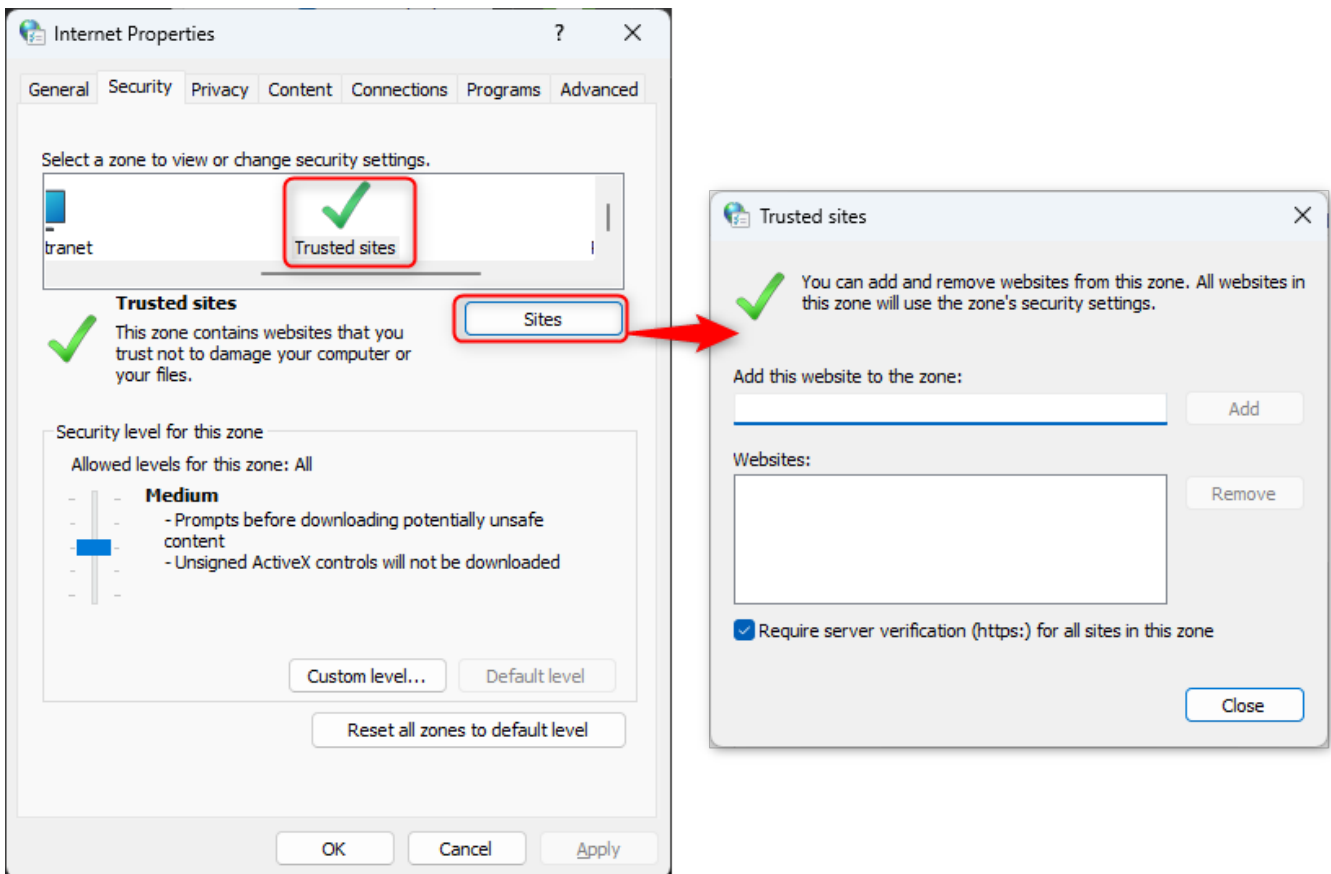 Internet Properties
?
General Security Privacy Content Connections Programs Advanced
Select a zone to view or change security settings.
tranet
Trusted sites
Trusted sites
This zone contains websites that you
trust not to damage your computer or
your files.
Sites
Security level for this zone
Allowed levels for this zone: All
Medium
- Prompts before downloading potentially unsafe
content
- Unsigned ActiveX controls will not be downloaded
Custom level...
Default level
Reset all zones to default level
OK
Cancel
Apply
Trusted sites
You can add and remove websites from this zone. All websites in
this zone will use the zone's security settings.
Add this website to the zone:
Add
Websites:
Remove
Require server verification (https:) for all sites in this zone
Close